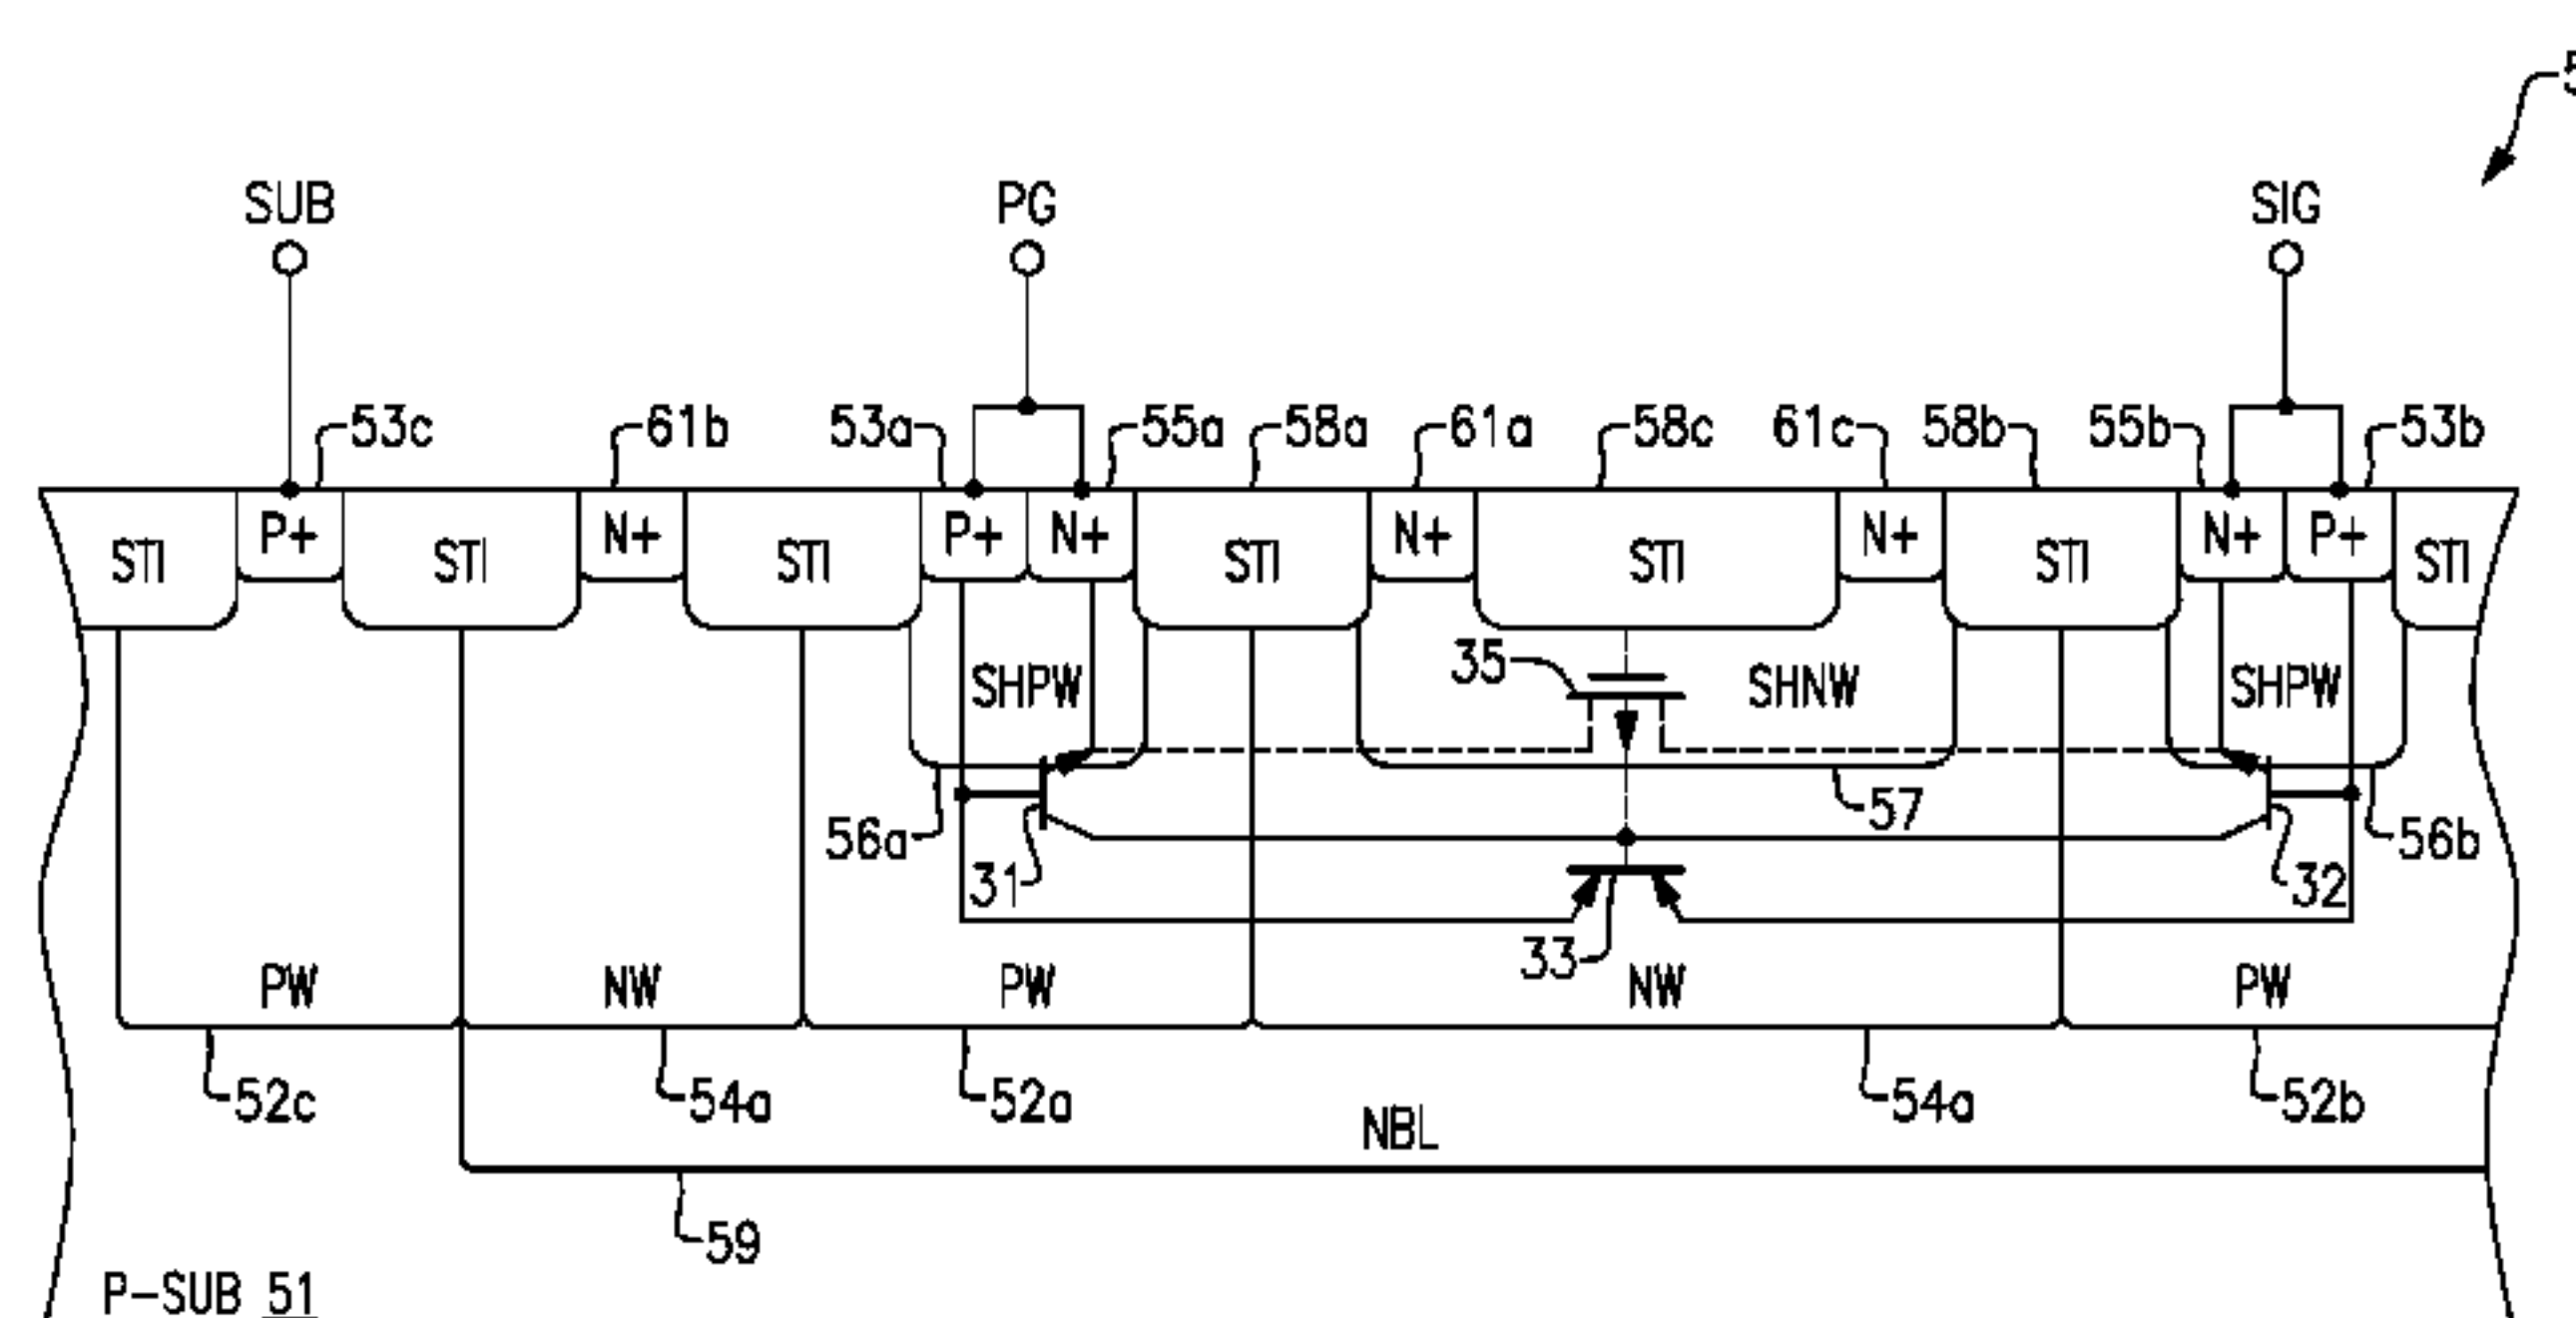 5
SUB PG SIG
53c 61b 53a 55a 58a 61a 58c 61c 58b 55b 53b
STI P+ STI N+ STI P+ N+ STI N+ STI N+ STI N+ P+ STI
SHPW 35 SHNW SHPW
56a 57 56b
31 32
33
PW NW PW NW PW
52c 54a 52a 54a 52b
NBL
59
P-SUB 51